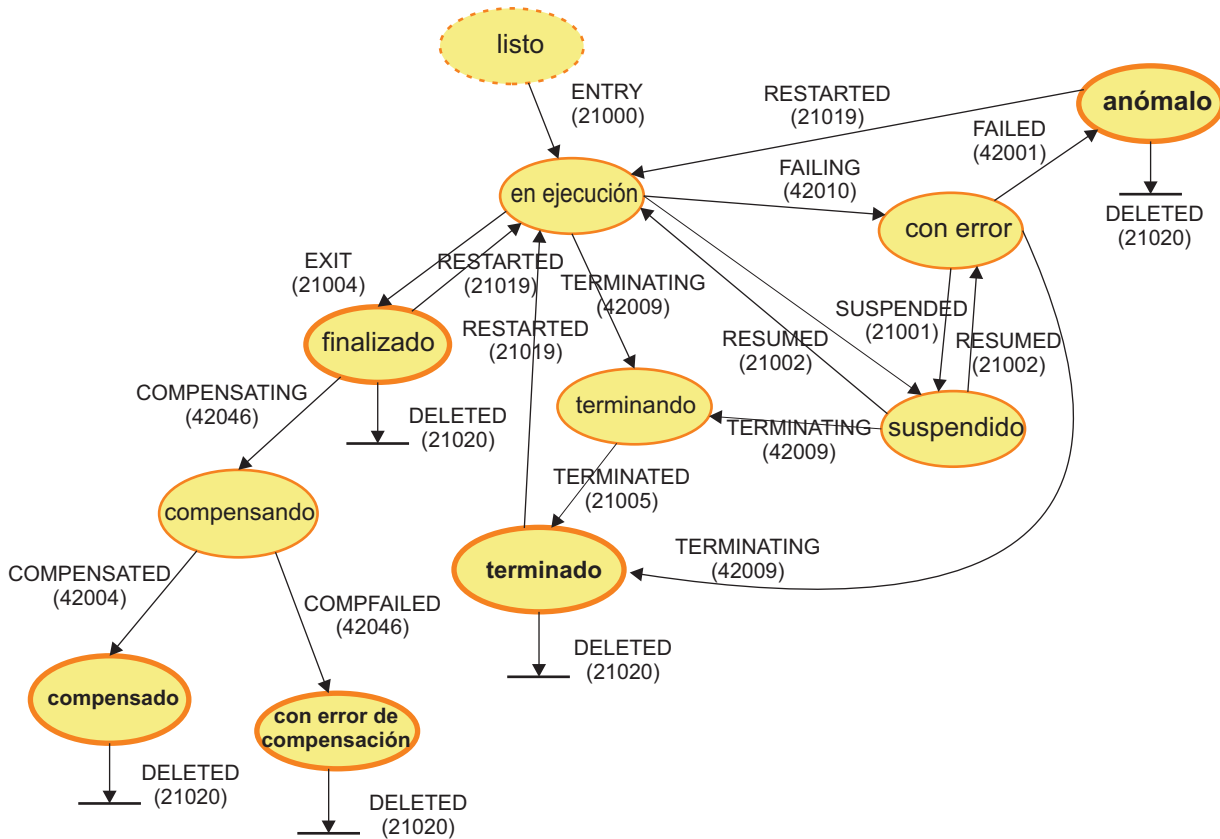 listo
ENTRY
(21000)
RESTARTED
(21019)
anómalo
FAILED
(42001)
FAILING
(42010)
en ejecución
con error
DELETED
(21020)
EXIT
(21004)
RESTARTED
(21019)
TERMINATING
(42009)
SUSPENDED
(21001)
finalizado
RESTARTED
(21019)
RESUMED
(21002)
RESUMED
(21002)
COMPENSATING
(42046)
DELETED
(21020)
terminando
TERMINATING
(42009)
suspendido
TERMINATED
(21005)
compensando
terminado
TERMINATING
(42009)
COMPENSATED
(42004)
COMPFAILED
(42046)
DELETED
(21020)
compensado
con error de
compensación
DELETED
(21020)
DELETED
(21020)